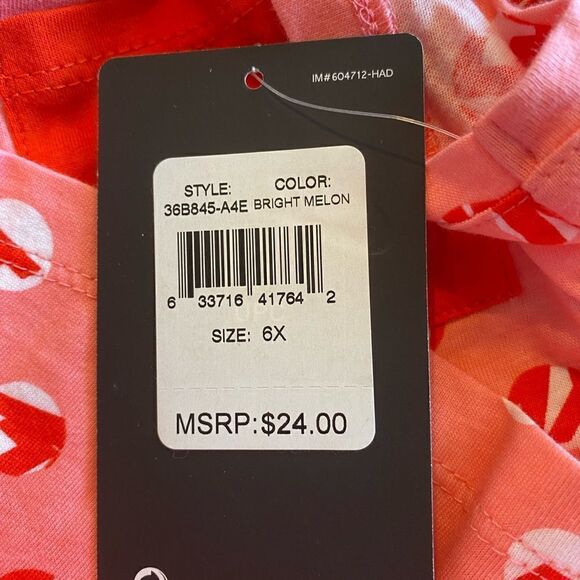 IM#604712-HAD
STYLE: COLOR:
36B845-A4E BRIGHT MELON
6 33716 41764 2
SIZE: 6X
MSRP:$24.00